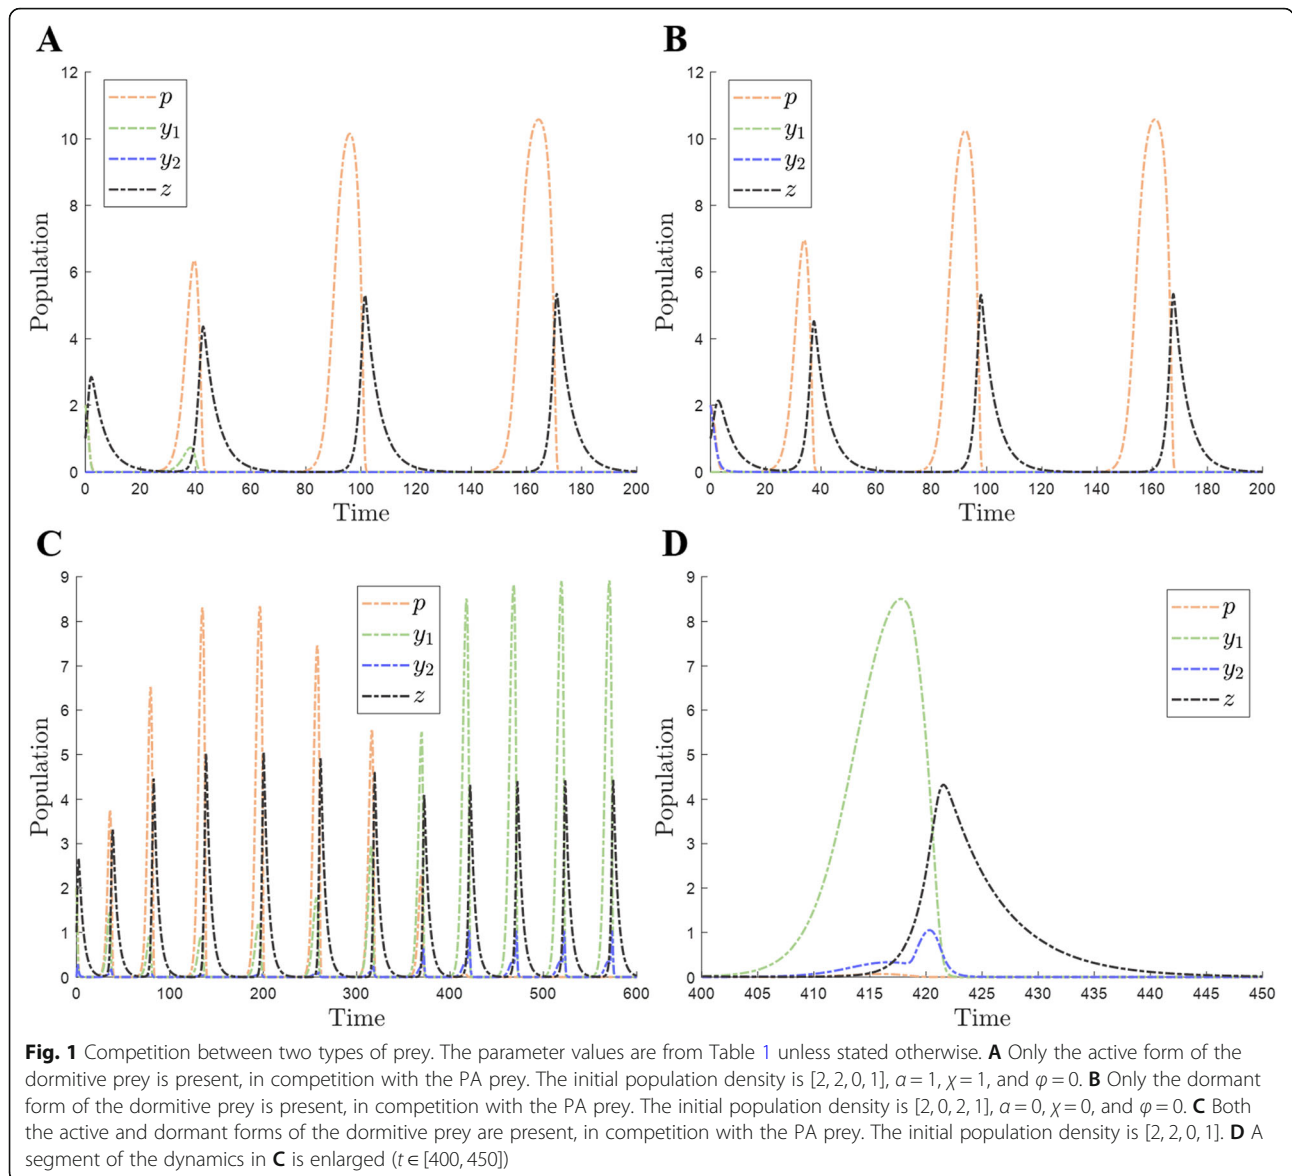 A
12
10
8
6
4
2
0
Population
p
y1
y2
z
0 20 40 60 80 100 120 140 160 180 200
Time
B
12
10
8
6
4
2
0
Population
p
y1
y2
z
0 20 40 60 80 100 120 140 160 180 200
Time
C
9
8
7
6
5
4
3
2
1
0
Population
p
y1
y2
z
0 100 200 300 400 500 600
Time
D
9
8
7
6
5
4
3
2
1
0
Population
p
y1
y2
z
400 405 410 415 420 425 430 435 440 445 450
Time
Fig. 1 Competition between two types of prey. The parameter values are from Table 1 unless stated otherwise. A Only the active form of the
dormitive prey is present, in competition with the PA prey. The initial population density is [2, 2, 0, 1], α = 1, χ = 1, and φ = 0. B Only the dormant
form of the dormitive prey is present, in competition with the PA prey. The initial population density is [2, 0, 2, 1], α = 0, χ = 0, and φ = 0. C Both
the active and dormant forms of the dormitive prey are present, in competition with the PA prey. The initial population density is [2, 2, 0, 1]. D A
segment of the dynamics in C is enlarged (t ∈ [400, 450])